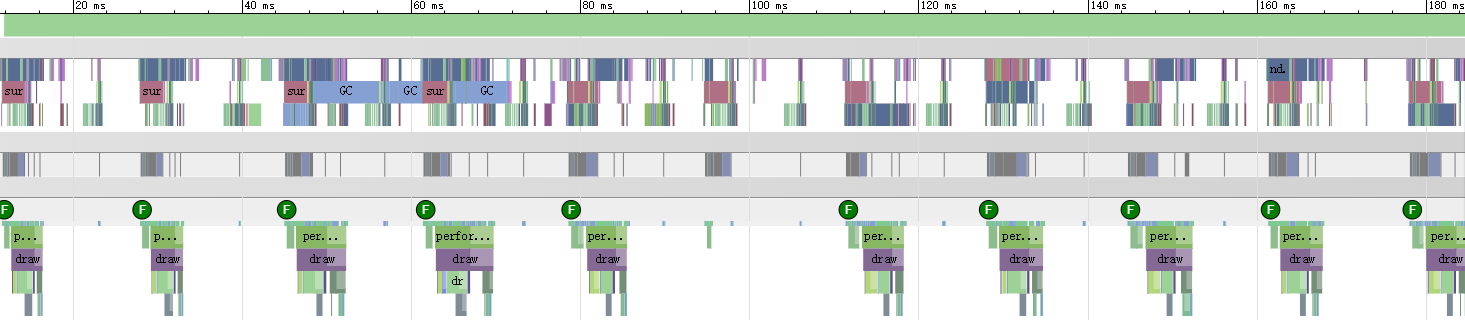 20 ms 40 ms 60 ms 80 ms 100 ms 120 ms 140 ms 160 ms 180 ms
nd.
sur sur sur GC GC sur GC
F F F F F F F F F F
p... p... per... perfor... per... per... per... per... per... per...
draw draw draw draw draw draw draw draw draw draw
dr